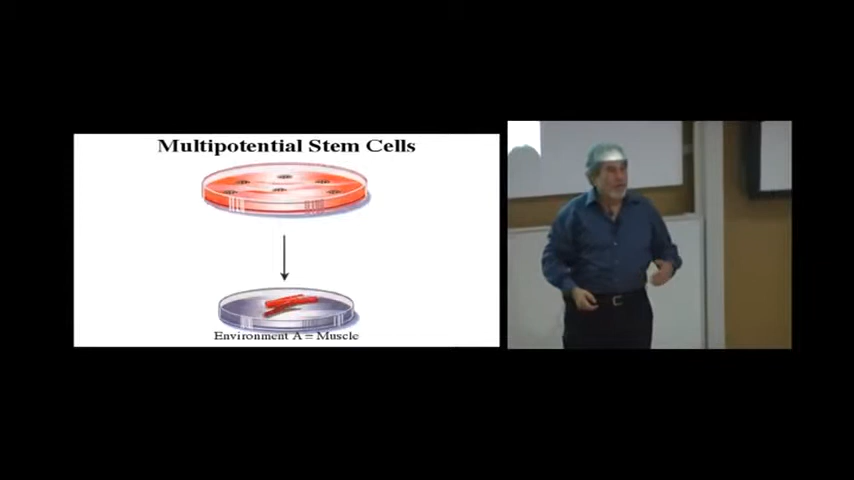 Multipotential Stem Cells
Environment A = Muscle